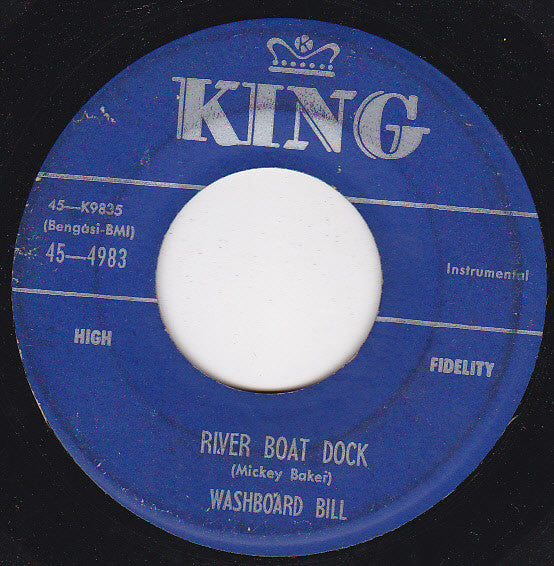 K
KING
45—K9835
(Bengasi-BMI)
45—4983
Instrumental
HIGH
FIDELITY
RIVER BOAT DOCK
(Mickey Baker)
WASHBOARD BILL